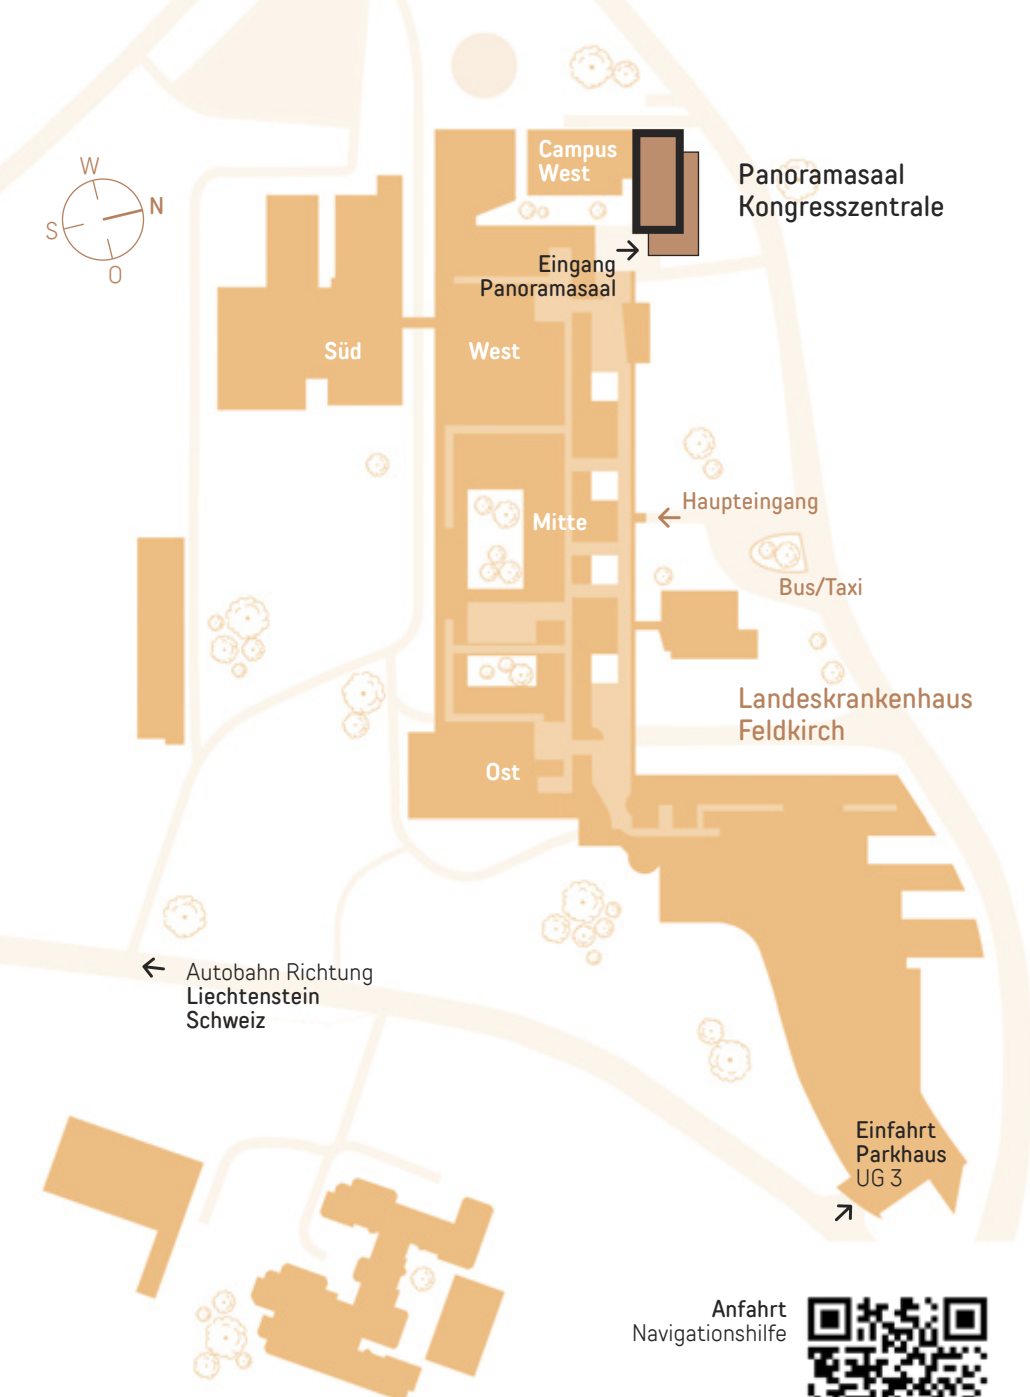 Campus
West
W
N
S
O
Panoramasaal
Kongresszentrale
Eingang
Panoramasaal
Süd
West
Haupteingang
Mitte
Bus/Taxi
Landeskrankenhaus
Feldkirch
Ost
Autobahn Richtung
Liechtenstein
Schweiz
Einfahrt
Parkhaus
UG 3
Anfahrt
Navigationshilfe